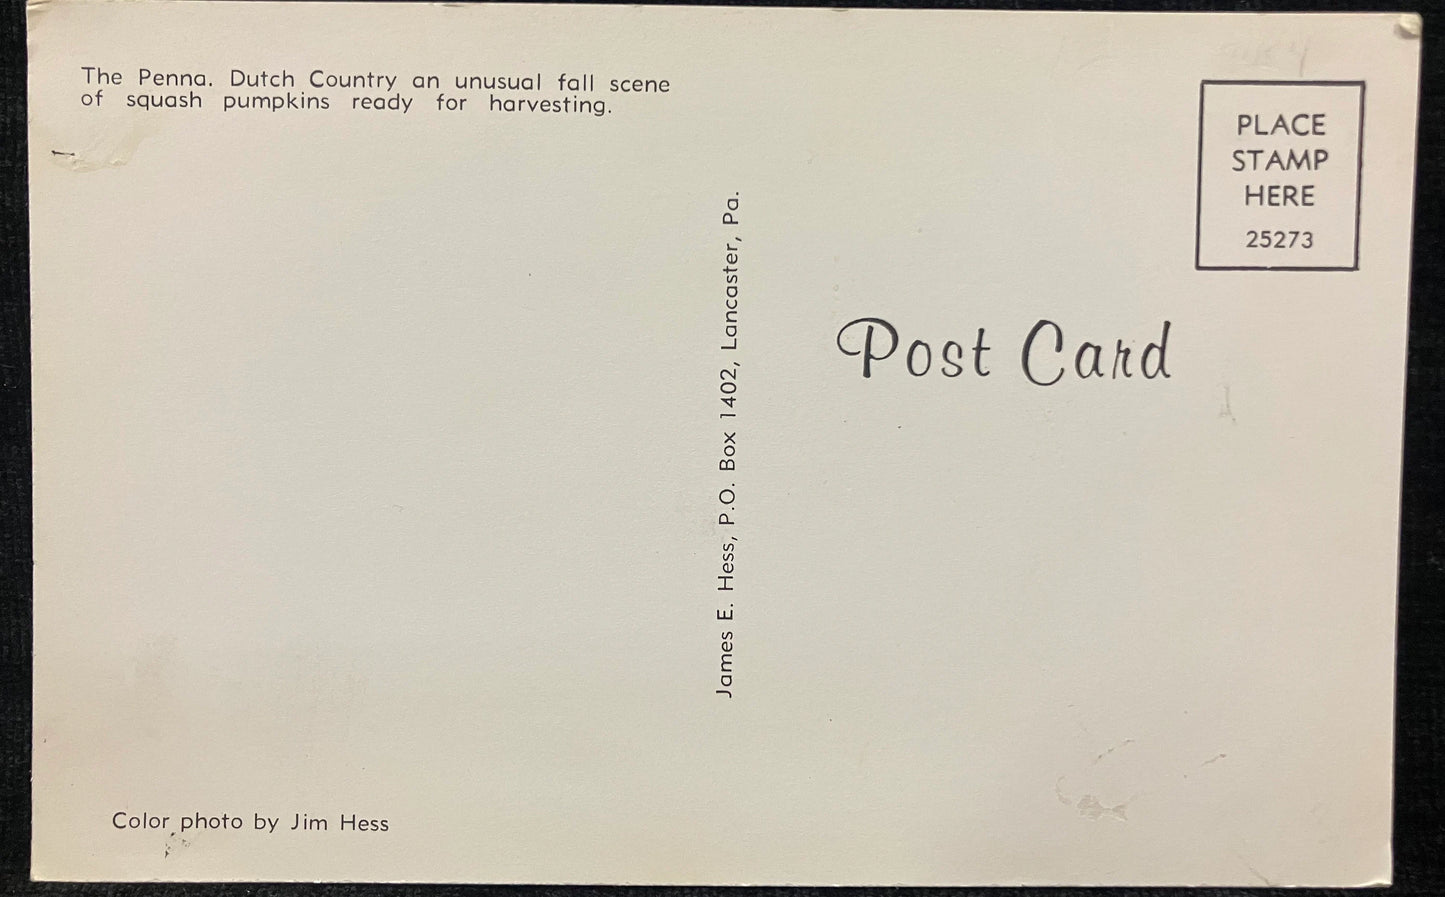 The Penna. Dutch Country an unusual fall scene
of squash pumpkins ready for harvesting.
Color photo by Jim Hess
James E. Hess, P.O. Box 1402, Lancaster, Pa.
PLACE
STAMP
HERE
25273
Post Card